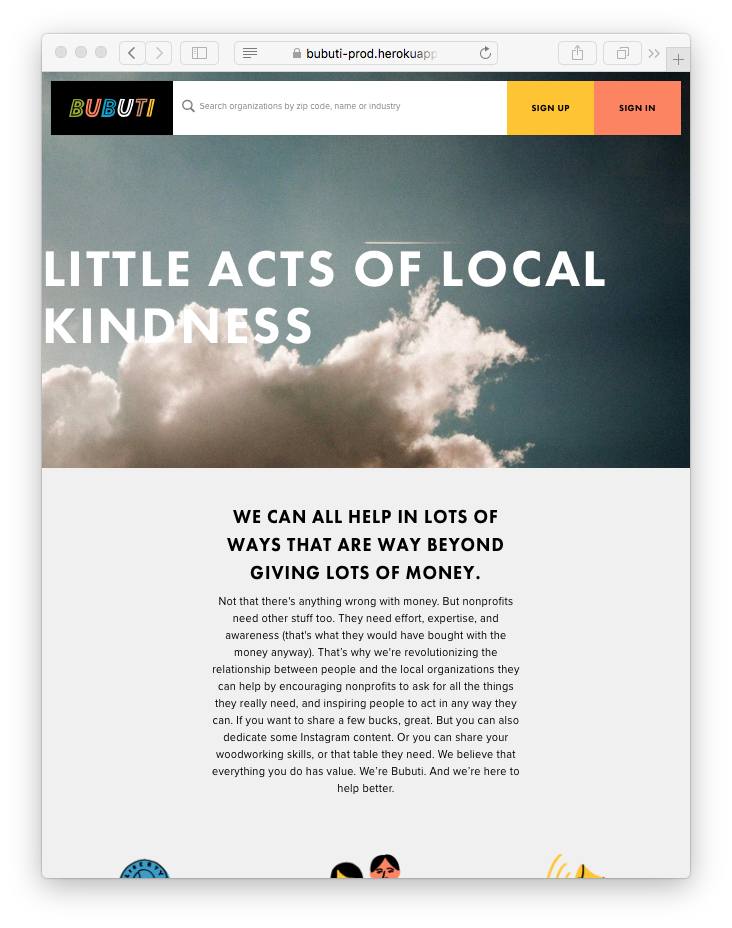 bubuti-prod.herokuapp
BUBUTI
Search organizations by zip code, name or industry
SIGN UP
SIGN IN
LITTLE ACTS OF LOCAL
KINDNESS
WE CAN ALL HELP IN LOTS OF
WAYS THAT ARE WAY BEYOND
GIVING LOTS OF MONEY.
Not that there's anything wrong with money. But nonprofits
need other stuff too. They need effort, expertise, and
awareness (that's what they would have bought with the
money anyway). That’s why we're revolutionizing the
relationship between people and the local organizations they
can help by encouraging nonprofits to ask for all the things
they really need, and inspiring people to act in any way they
can. If you want to share a few bucks, great. But you can also
dedicate some Instagram content. Or you can share your
woodworking skills, or that table they need. We believe that
everything you do has value. We’re Bubuti. And we’re here to
help better.